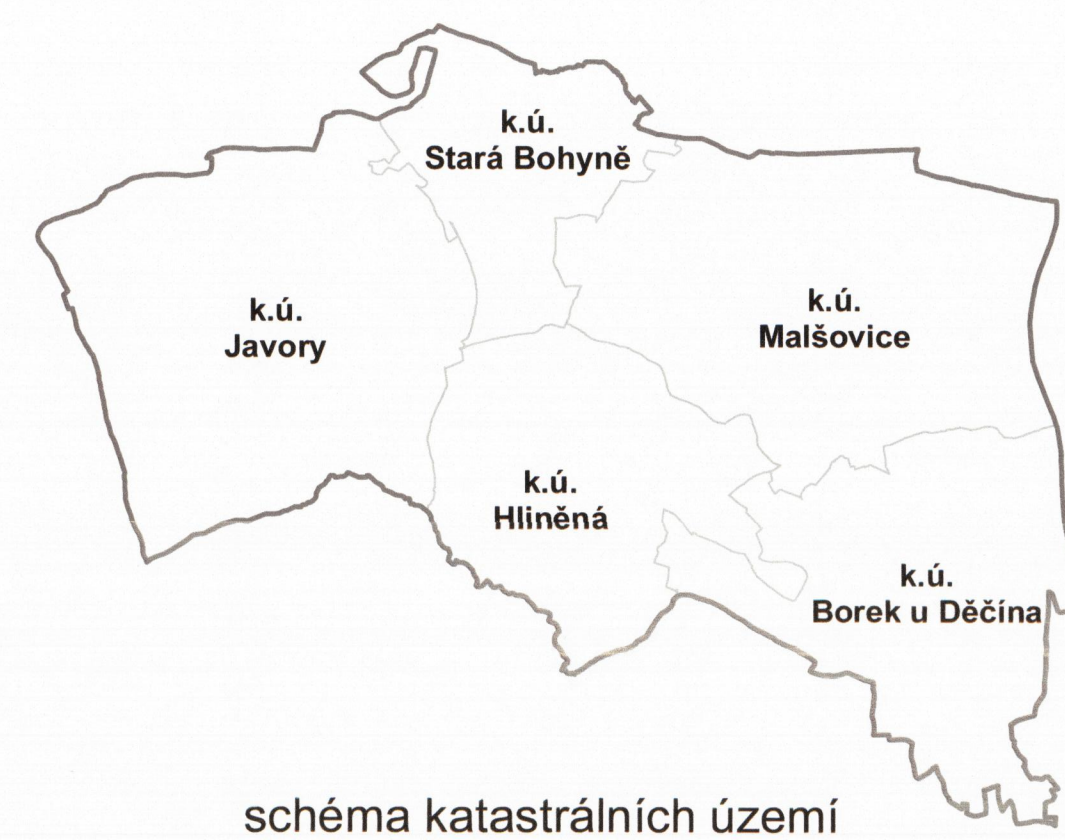 k.ú.
Stará Bohyně
k.ú.
Javory
k.ú.
Malšovice
k.ú.
Hliněná
k.ú.
Borek u Děčína
schéma katastrálních území